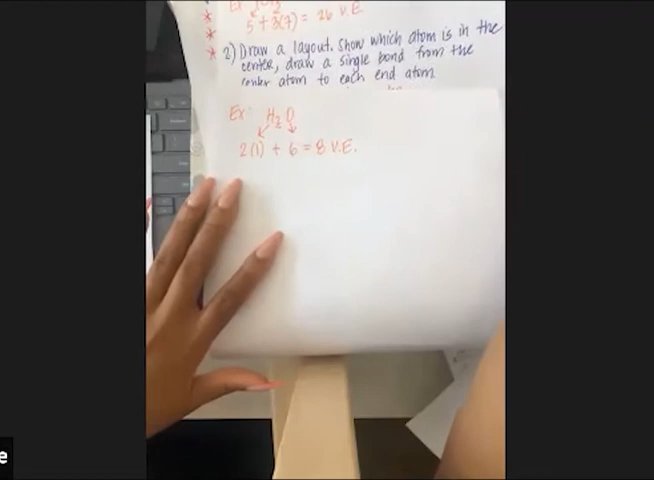 5 + 3(7) = 26 V.E
2) Draw a layout. Show which atom is in the
center, draw a single bond from the
center atom to each end atom
Ex: H₂O
2(1) + 6 = 8 V.E.
e